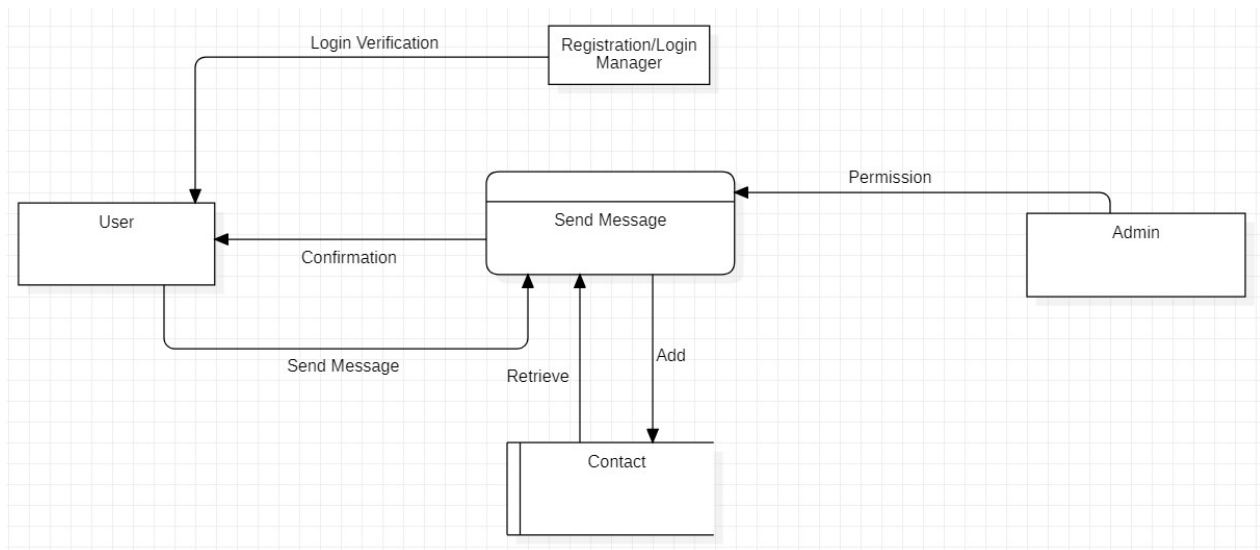 Login Verification
Registration/Login
Manager
Permission
User
Send Message
Admin
Confirmation
Send Message
Add
Retrieve
Contact